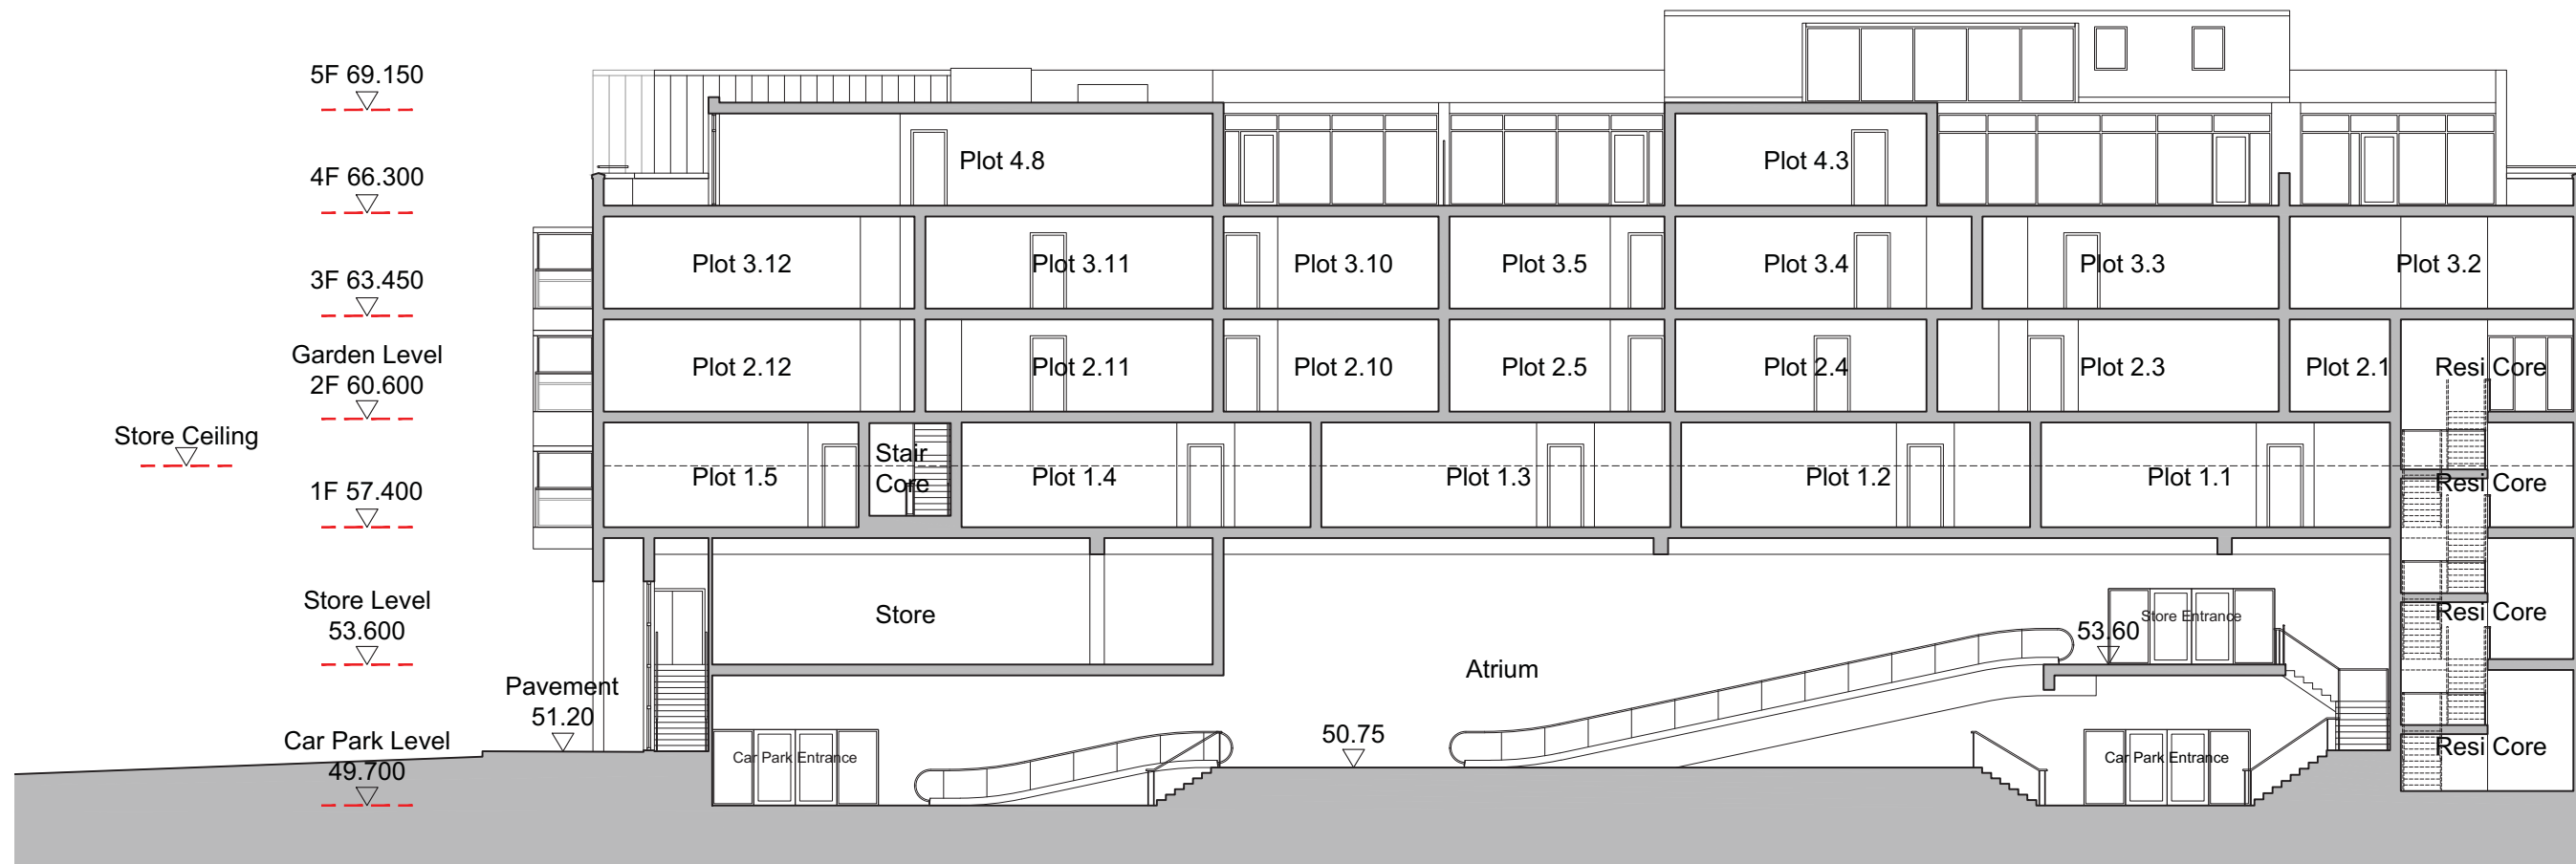 5F 69.150
4F 66.300
3F 63.450
Garden Level
2F 60.600
Store Ceiling
1F 57.400
Store Level
53.600
Pavement
51.20
Car Park Level
49.700
Plot 4.8
Plot 4.3
Plot 3.12
Plot 3.11
Plot 3.10
Plot 3.5
Plot 3.4
Plot 3.3
Plot 3.2
Plot 2.12
Plot 2.11
Plot 2.10
Plot 2.5
Plot 2.4
Plot 2.3
Plot 2.1
Resi Core
Plot 1.5
Stair
Core
Plot 1.4
Plot 1.3
Plot 1.2
Plot 1.1
Resi Core
Store
Atrium
53.60
Store Entrance
Resi Core
Car Park Entrance
50.75
Car Park Entrance
Resi Core